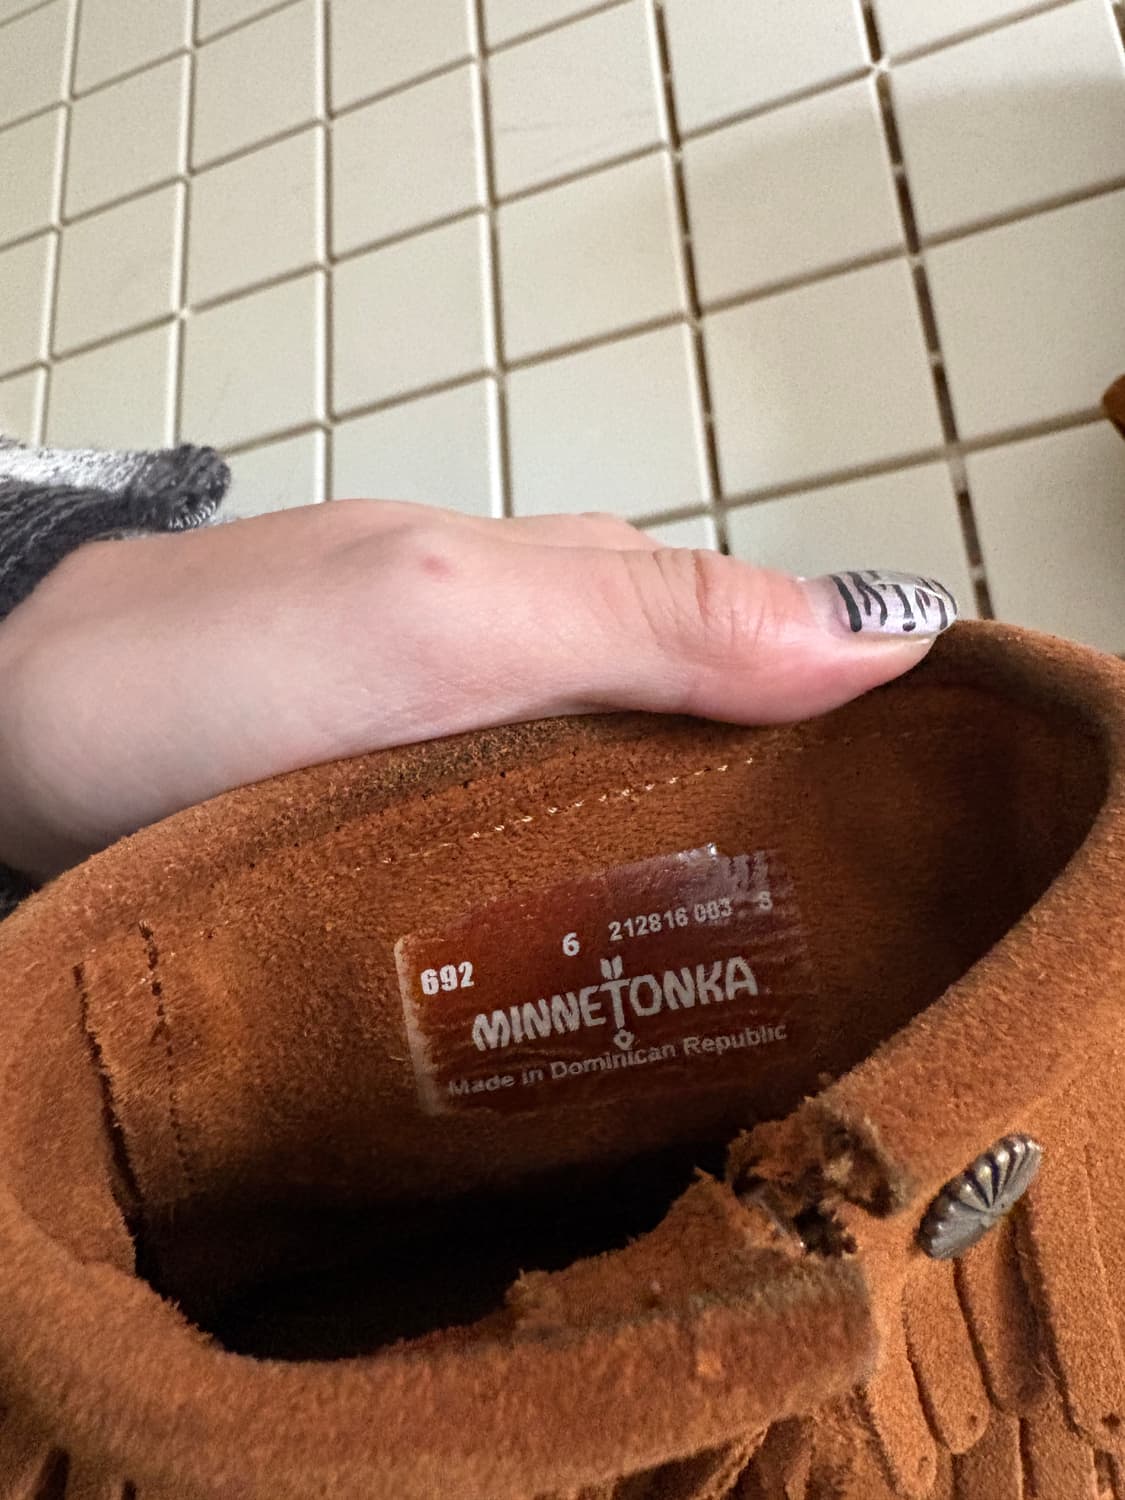 692 6 212816 003 S
MINNETONKA
Made in Dominican Republic